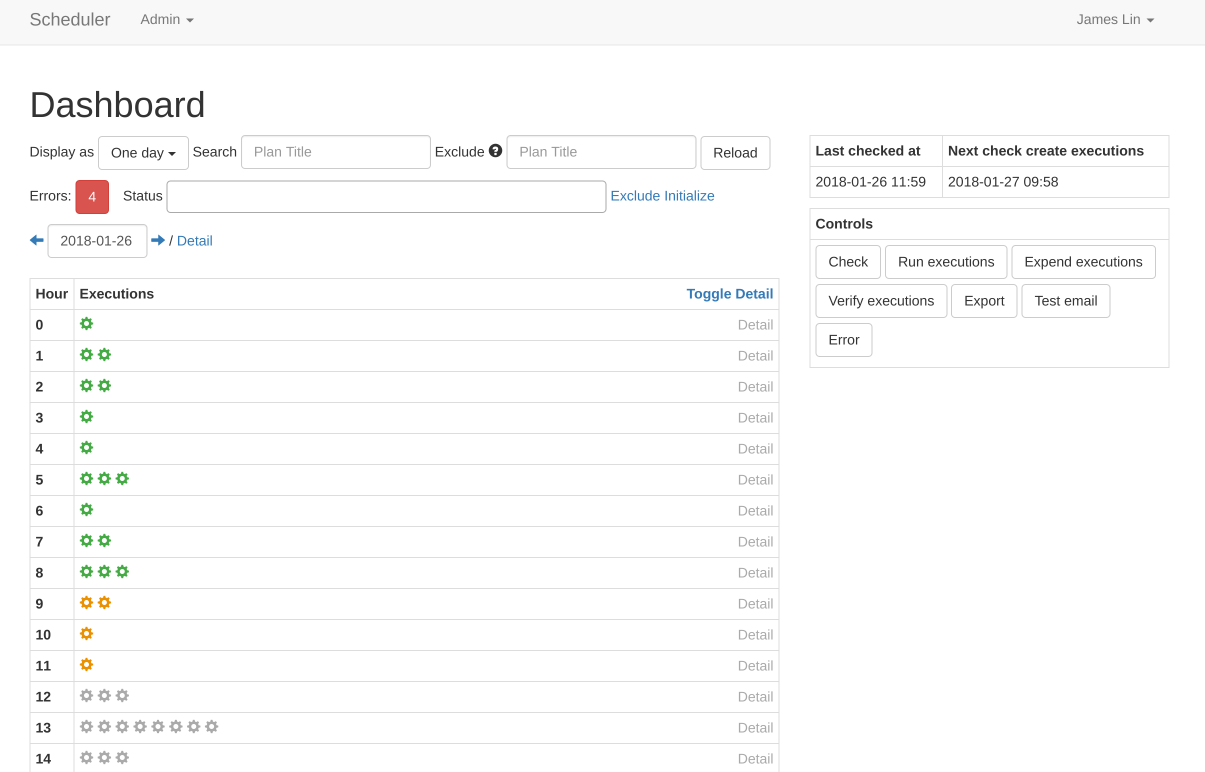 Scheduler Admin James Lin
Dashboard
Display as One day Search Plan Title Exclude Plan Title Reload
Errors: 4 Status Exclude Initialize
2018-01-26 / Detail
Hour Executions Toggle Detail
0 Detail
1 Detail
2 Detail
3 Detail
4 Detail
5 Detail
6 Detail
7 Detail
8 Detail
9 Detail
10 Detail
11 Detail
12 Detail
13 Detail
14 Detail
Last checked at Next check create executions
2018-01-26 11:59 2018-01-27 09:58
Controls
Check Run executions Expend executions
Verify executions Export Test email
Error